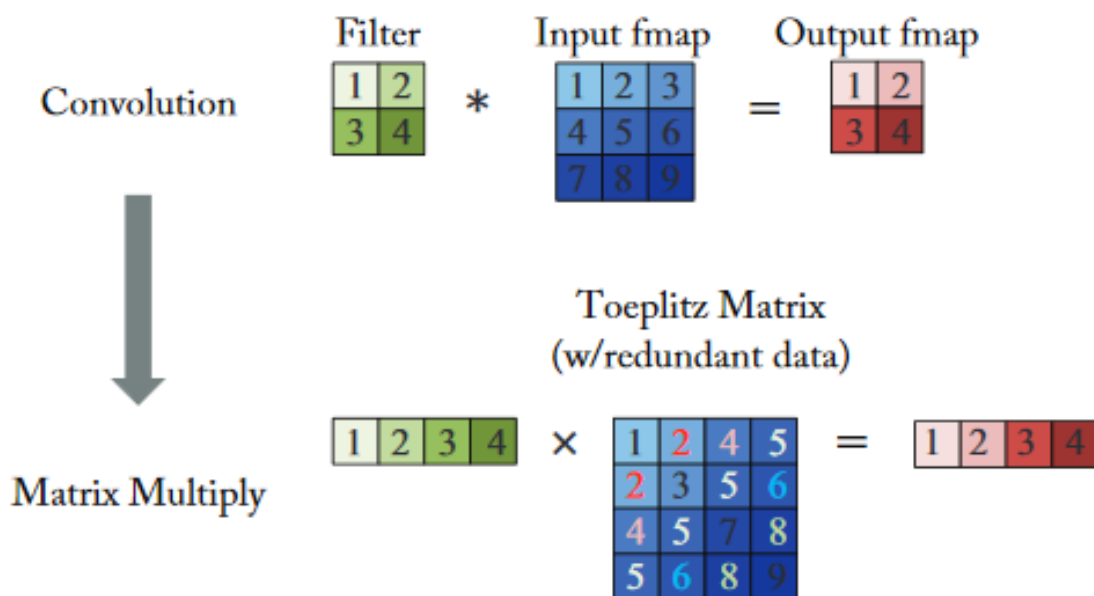 Filter Input fmap Output fmap
Convolution
1 2
3 4
*
1 2 3
4 5 6
7 8 9
=
1 2
3 4
Toeplitz Matrix
(w/redundant data)
Matrix Multiply
1 2 3 4
×
1 2 4 5
2 3 5 6
4 5 7 8
5 6 8 9
=
1 2 3 4